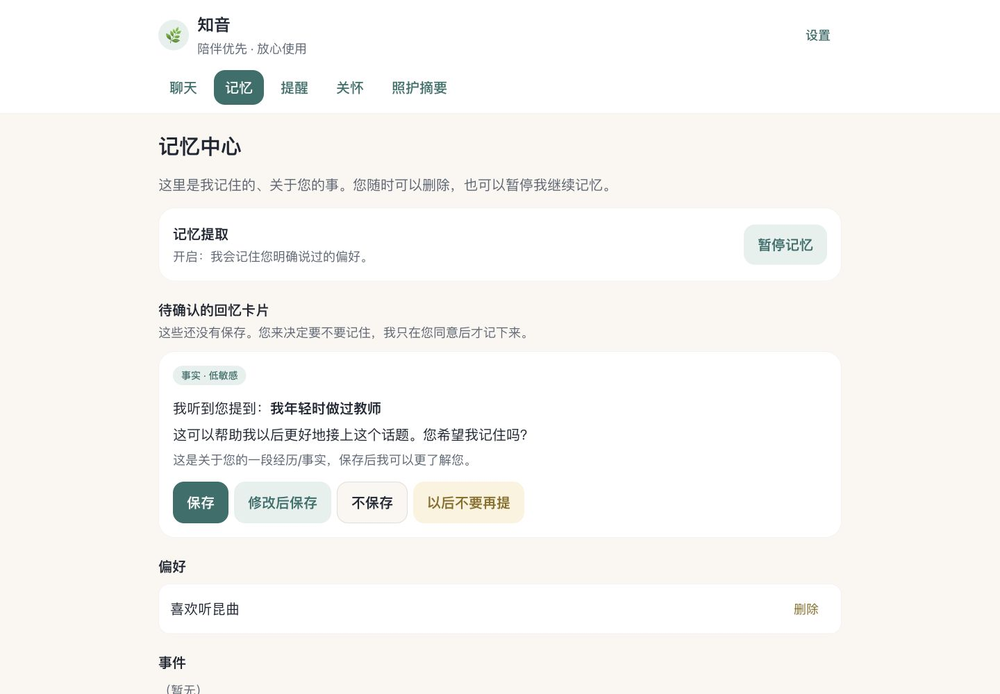 知音
陪伴优先 · 放心使用
设置
聊天 记忆 提醒 关怀 照护摘要
记忆中心
这里是我记住的、关于您的事。您随时可以删除，也可以暂停我继续记忆。
记忆提取
开启：我会记住您明确说过的偏好。
暂停记忆
待确认的回忆卡片
这些还没有保存。您来决定要不要记住，我只在您同意后才记下来。
事实 · 低敏感
我听到您提到：我年轻时做过教师
这可以帮助我以后更好地接上这个话题。您希望我记住吗？
这是关于您的一段经历/事实，保存后我可以更了解您。
保存 修改后保存 不保存 以后不要再提
偏好
喜欢听昆曲 删除
事件
（暂无）